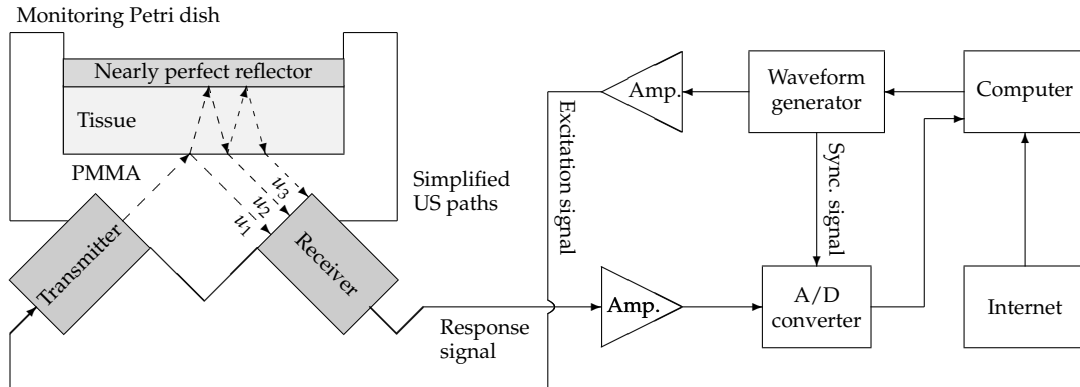 Monitoring Petri dish
Nearly perfect reflector
Tissue
PMMA
u1
u2
u3
Transmitter
Receiver
Simplified
US paths
Response
signal
Excitation signal
Amp.
Amp.
Waveform
generator
Sync. signal
A/D
converter
Computer
Internet